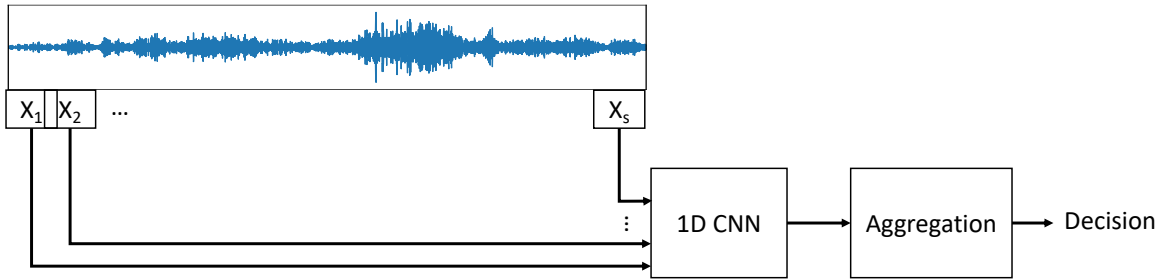 X₁ X₂ ... Xₛ
⋮
1D CNN
Aggregation
Decision